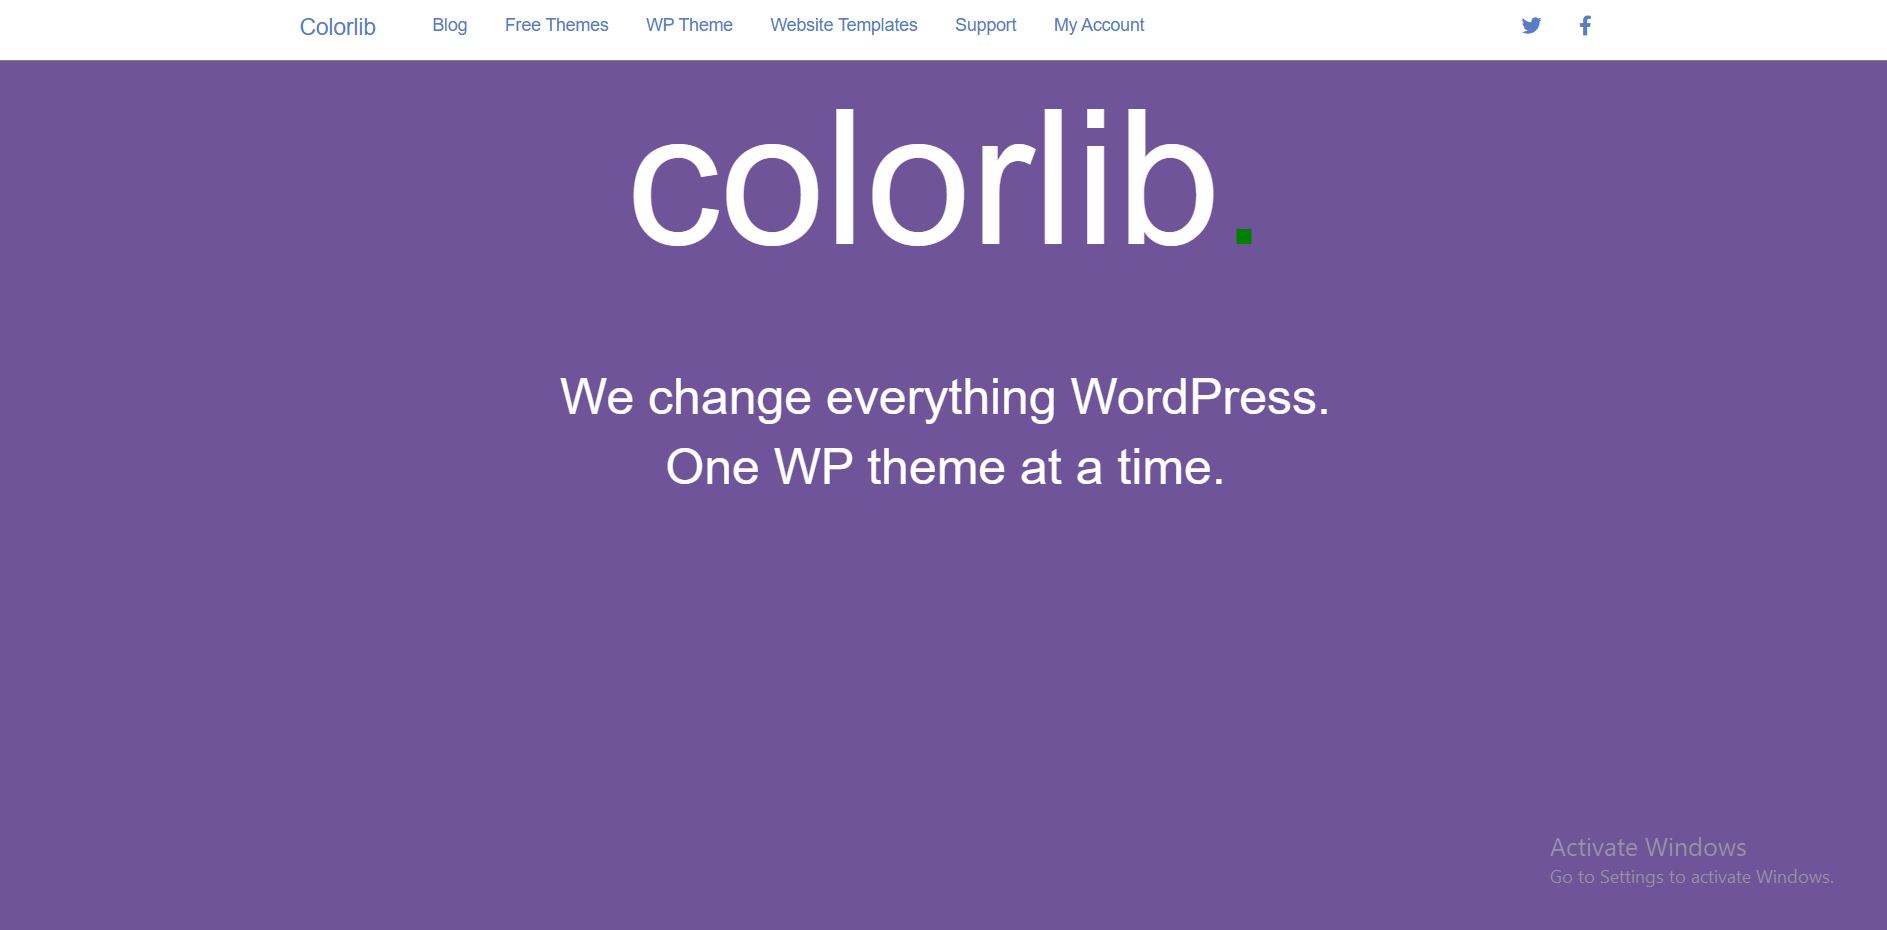 Colorlib Blog Free Themes WP Theme Website Templates Support My Account
colorlib.
We change everything WordPress.
One WP theme at a time.
Activate Windows
Go to Settings to activate Windows.